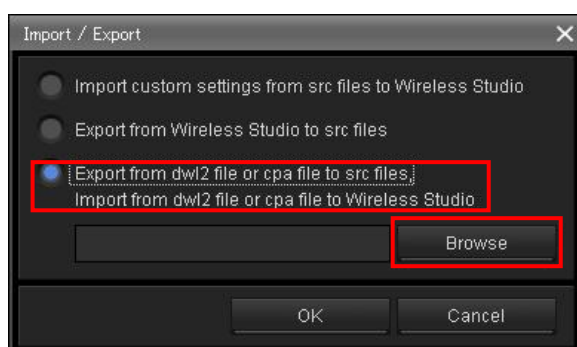 Import / Export
Import custom settings from src files to Wireless Studio
Export from Wireless Studio to src files
Export from dwl2 file or cpa file to src files,
Import from dwl2 file or cpa file to Wireless Studio
Browse
OK
Cancel